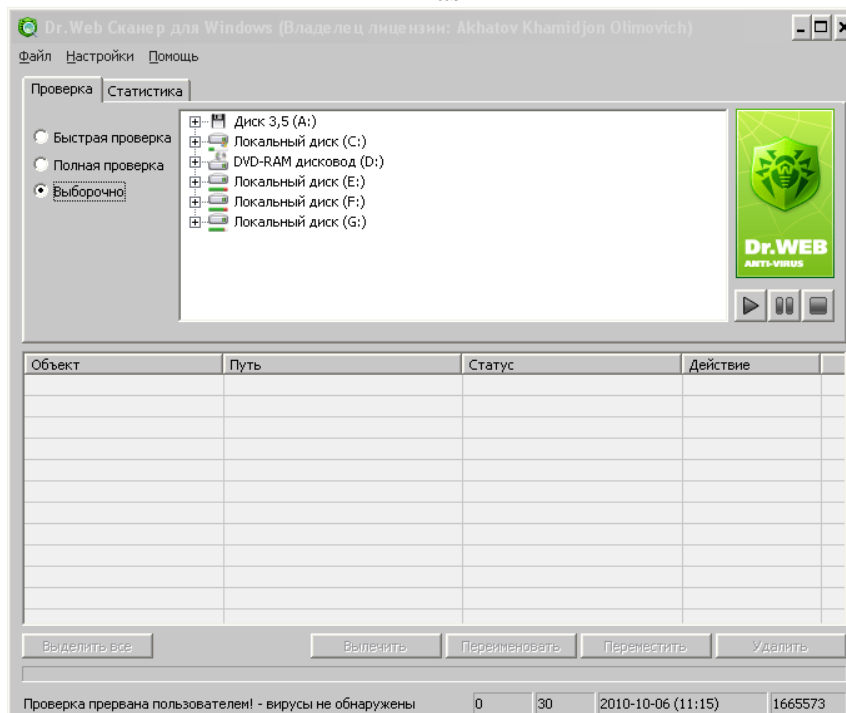 Dr.Web Сканер для Windows (Владелец лицензии: Akhatov Khamidjon Olimovich)
Файл Настройки Помощь
Проверка Статистика
Быстрая проверка
Полная проверка
Выборочно
Диск 3,5 (A:)
Локальный диск (C:)
DVD-RAM дисковод (D:)
Локальный диск (E:)
Локальный диск (F:)
Локальный диск (G:)
Dr.WEB
ANTI-VIRUS
Объект Путь Статус Действие
Выделить все Вылечить Переименовать Переместить Удалить
Проверка прервана пользователем! - вирусы не обнаружены 0 30 2010-10-06 (11:15) 1665573